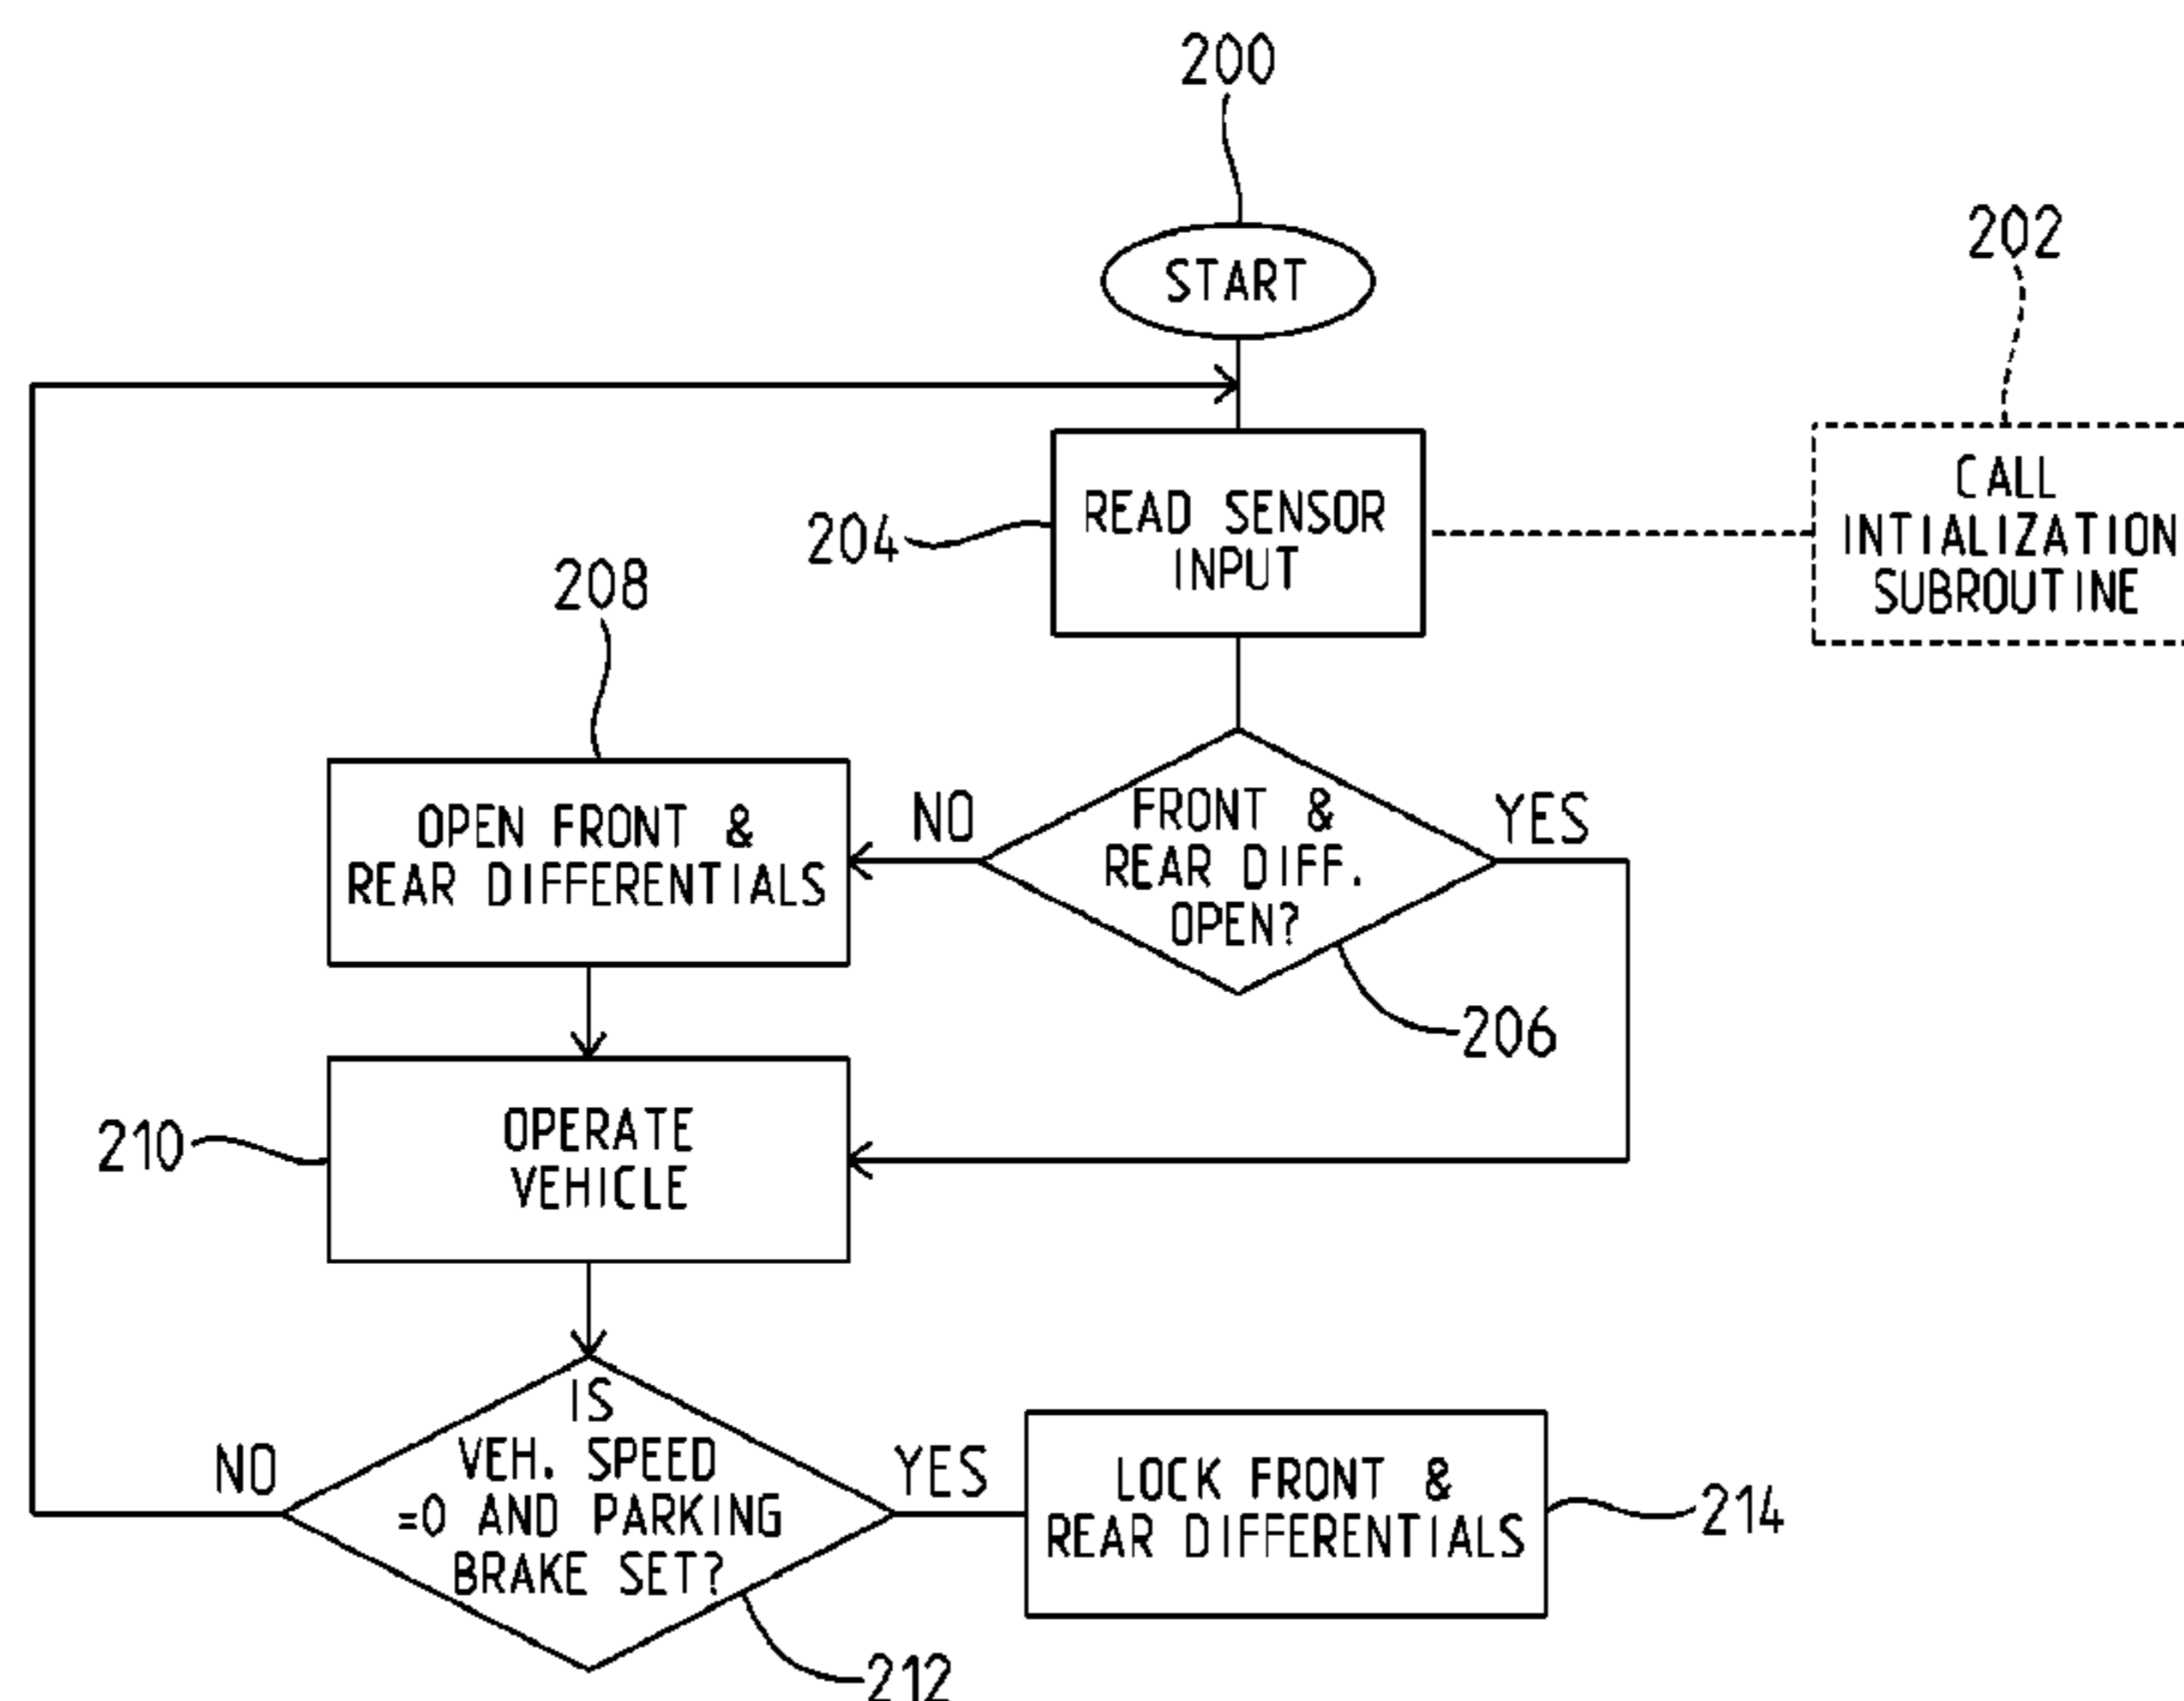 200
START
202
CALL
INTIALIZATION
SUBROUTINE
READ SENSOR
INPUT
204
208
OPEN FRONT &
REAR DIFFERENTIALS
NO
FRONT &
REAR DIFF.
OPEN?
YES
206
210
OPERATE
VEHICLE
NO
IS
VEH. SPEED
=0 AND PARKING
BRAKE SET?
YES
LOCK FRONT &
REAR DIFFERENTIALS
214
212